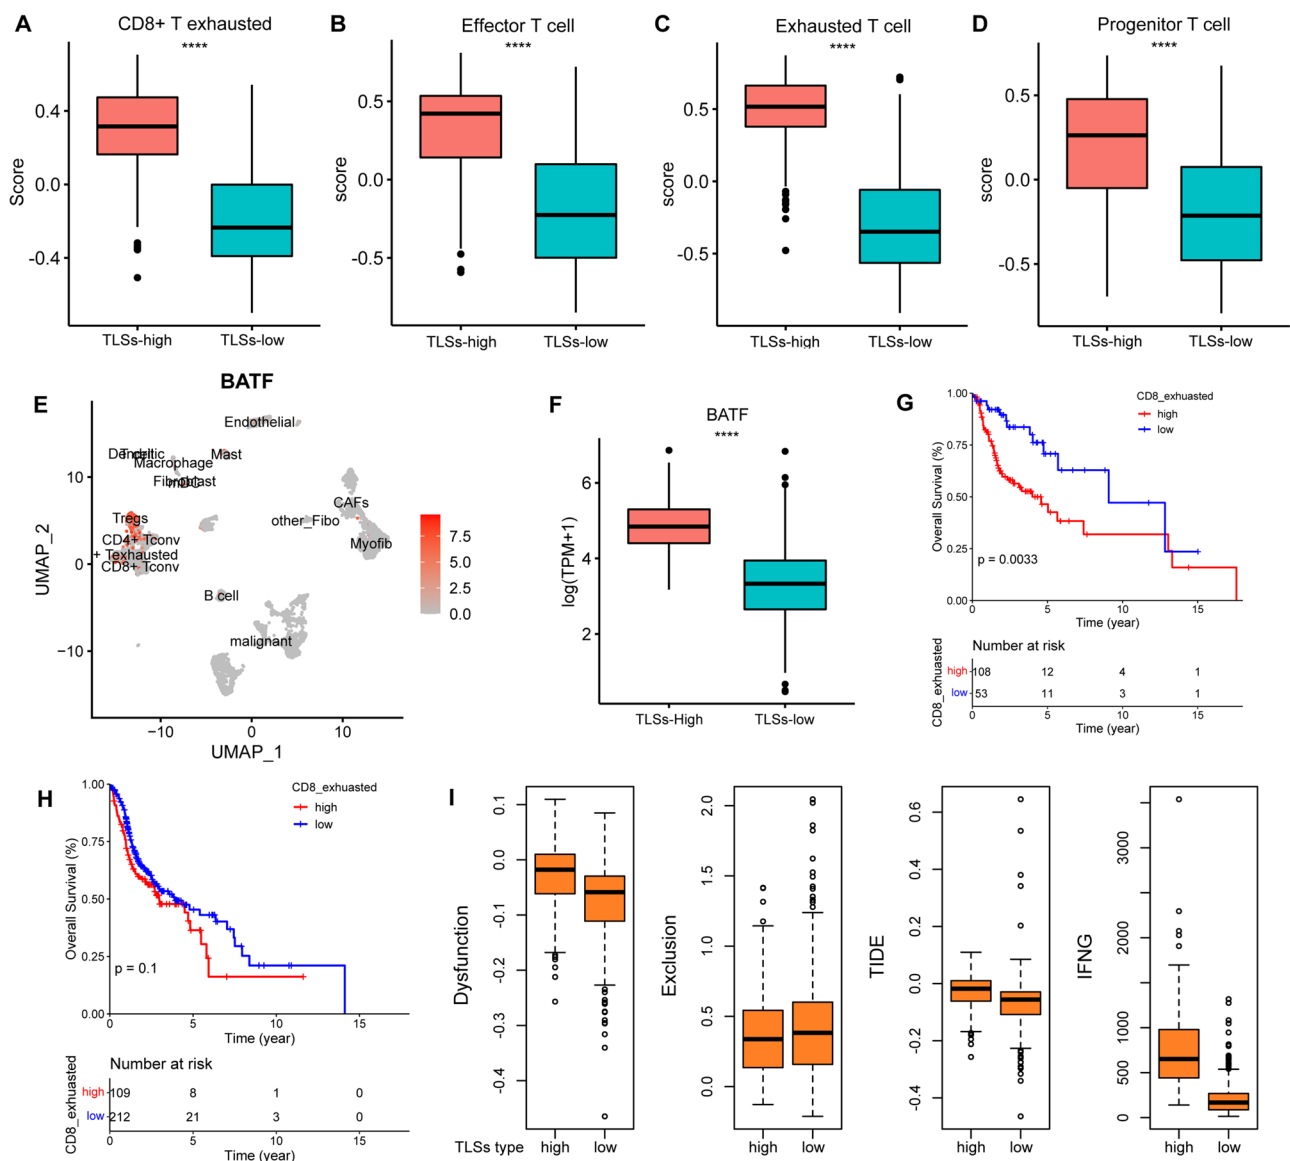 A
CD8+ T exhausted
****
Score
0.4
0.0
-0.4
TLSs-high
TLSs-low
B
Effector T cell
****
score
0.5
0.0
-0.5
TLSs-high
TLSs-low
C
Exhausted T cell
****
score
0.5
0.0
-0.5
TLSs-high
TLSs-low
D
Progenitor T cell
****
score
0.5
0.0
-0.5
TLSs-high
TLSs-low
E
BATF
UMAP_2
10
0
−10
Endothelial
Mast
Macrophage
Fibroblast
CAFs
other_Fibo
Myofib
Tregs
CD4+ Tconv
+ Texhausted
CD8+ Tconv
B cell
malignant
7.5
5.0
2.5
0.0
−10
0
10
UMAP_1
F
BATF
****
log(TPM+1)
6
4
2
TLSs-High
TLSs-low
G
CD8_exhuasted
high
low
Overall Survival (%)
1.00
0.75
0.50
0.25
0.00
p = 0.0033
0
5
10
15
Time (year)
Number at risk
CD8_exhuasted
high 108 12 4 1
low 53 11 3 1
0 5 10 15
Time (year)
H
CD8_exhuasted
high
low
Overall Survival (%)
1.00
0.75
0.50
0.25
0.00
p = 0.1
0 5 10 15
Time (year)
Number at risk
CD8_exhuasted
high 109 8 1 0
low 212 21 3 0
0 5 10 15
Time (year)
I
Dysfunction
0.1
0.0
-0.1
-0.2
-0.3
-0.4
Exclusion
2.0
1.5
1.0
0.5
0.0
TIDE
0.6
0.4
0.2
0.0
-0.2
-0.4
IFNG
3000
2000
1000
500
0
TLSs type high low high low high low high low